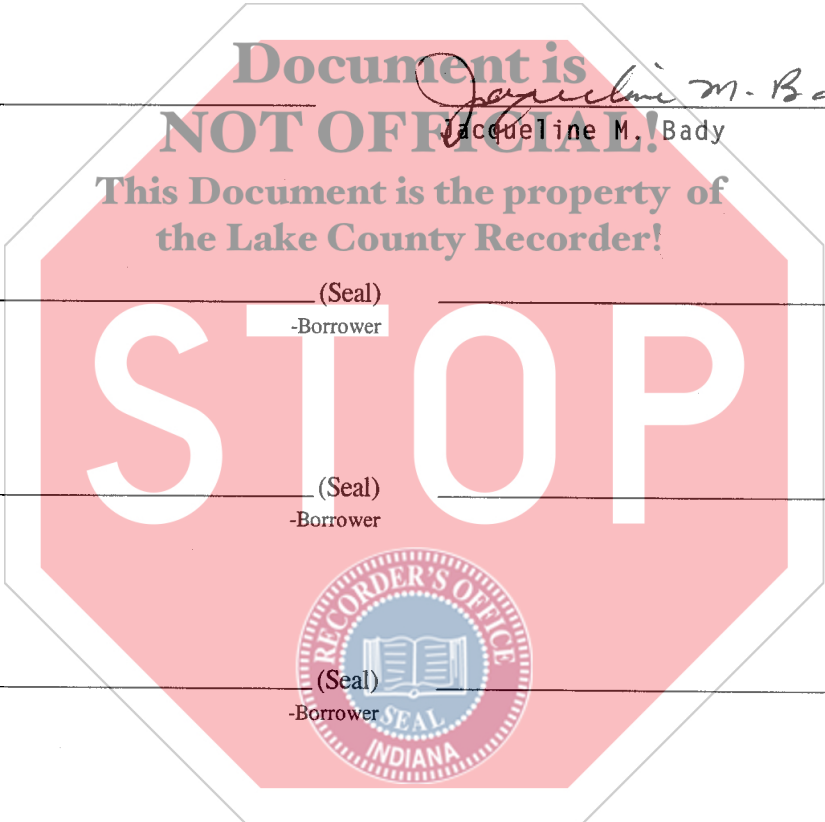 Document is
Jacqueline M. B
NOT OFFICIAL!
Jacqueline M. Bady
This Document is the property of
the Lake County Recorder!
(Seal)
-Borrower
STOP
(Seal)
-Borrower
RECORDER'S OFFICE
(Seal)
-Borrower
SEAL
INDIANA